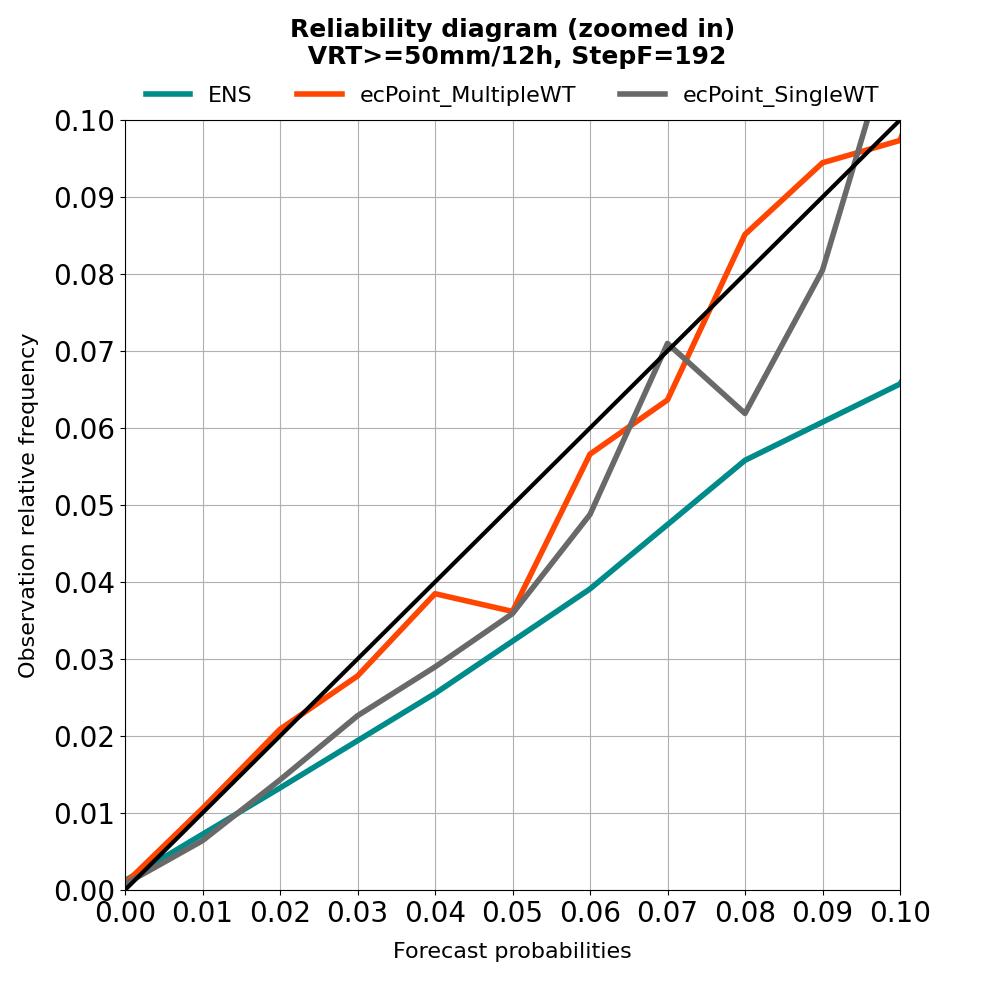 Reliability diagram (zoomed in)
VRT>=50mm/12h, StepF=192
ENS ecPoint_MultipleWT ecPoint_SingleWT
0.10
0.09
0.08
0.07
0.06
0.05
0.04
0.03
0.02
0.01
0.00
Observation relative frequency
0.00 0.01 0.02 0.03 0.04 0.05 0.06 0.07 0.08 0.09 0.10
Forecast probabilities